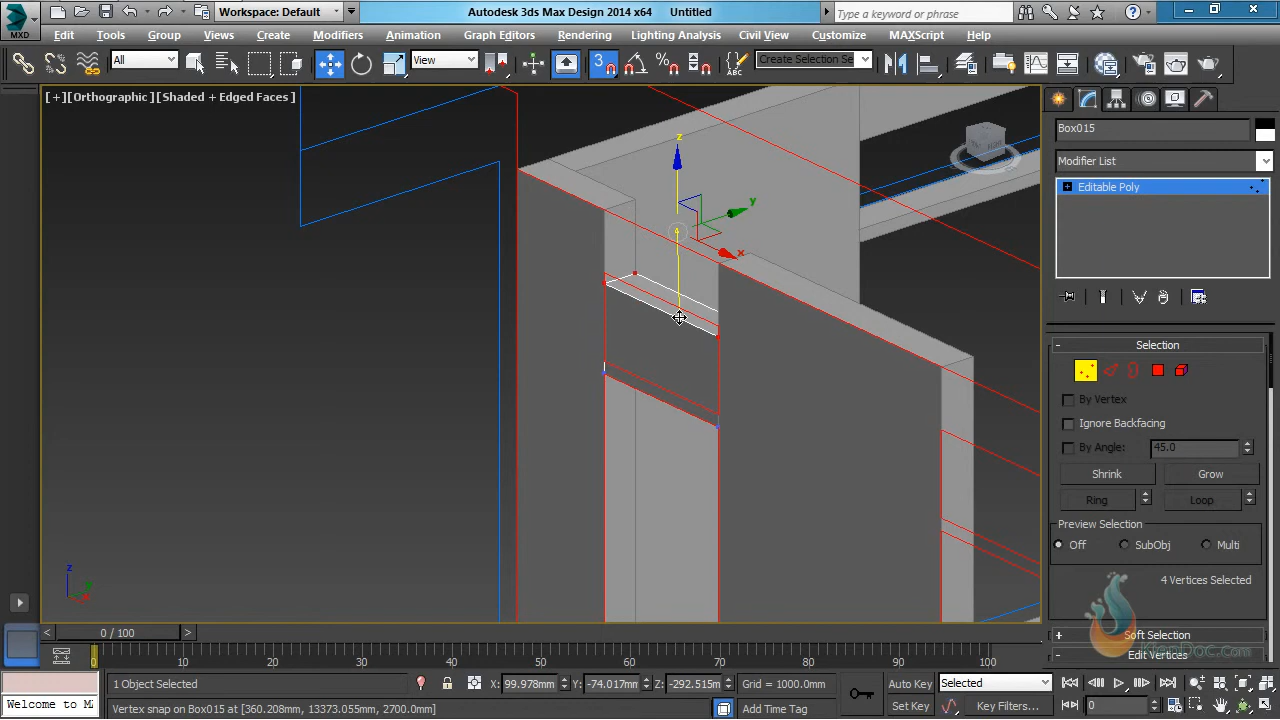 MXD
Workspace: Default
Autodesk 3ds Max Design 2014 x64 Untitled
Type a keyword or phrase
Edit Tools Group Views Create Modifiers Animation Graph Editors Rendering Lighting Analysis Civil View Customize MAXScript Help
All View 3 Create Selection Se
[+][Orthographic][Shaded + Edged Faces]
z
y
x
z
x
Box015
Modifier List
Editable Poly
- Selection
By Vertex
Ignore Backfacing
By Angle: 45.0
Shrink Grow
Ring Loop
Preview Selection
Off SubObj Multi
4 Vertices Selected
+ Soft Selection
- Edit Vertices
KienDoc.Com
< 0 / 100 >
0 10 20 30 40 50 60 70 80 90 100
1 Object Selected X: 99.978mm Y: -74.017mm Z: -292.515m Grid = 1000.0mm Auto Key Selected
Welcome to M Vertex snap on Box015 at [360.208mm, 13373.055mm, 2700.0mm] Add Time Tag Set Key Key Filters... 0